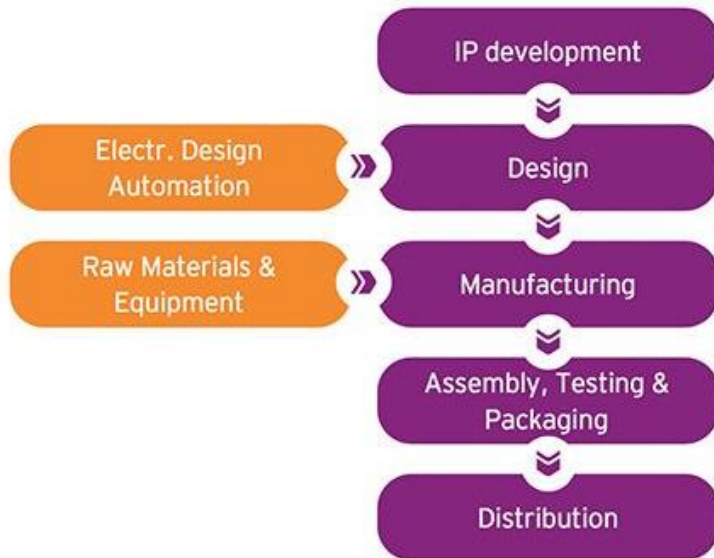 IP development
Electr. Design
Automation
Design
Raw Materials &
Equipment
Manufacturing
Assembly, Testing &
Packaging
Distribution